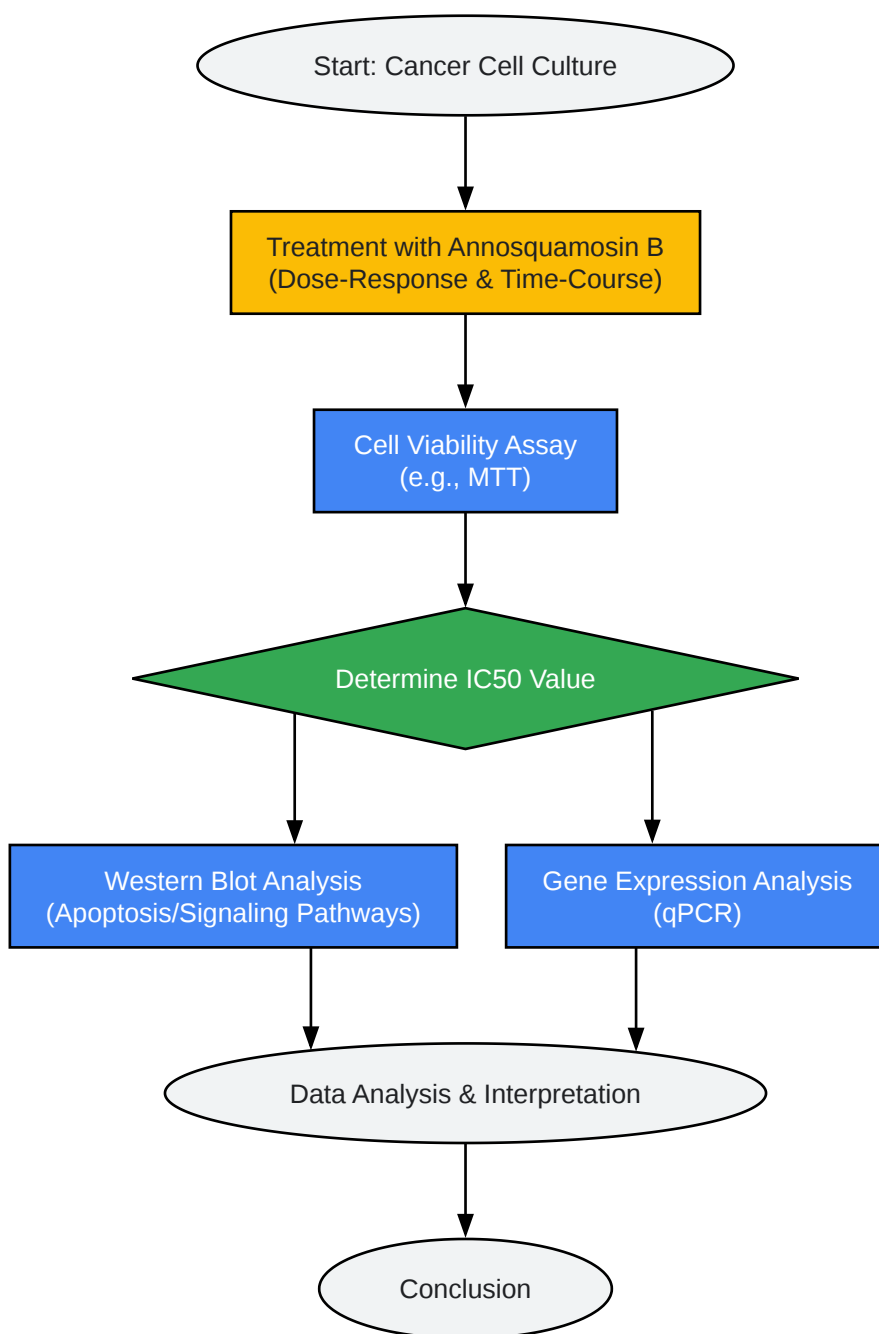 Start: Cancer Cell Culture
Treatment with Annosquamosin B
(Dose-Response & Time-Course)
Cell Viability Assay
(e.g., MTT)
Determine IC50 Value
Western Blot Analysis
(Apoptosis/Signaling Pathways)
Gene Expression Analysis
(qPCR)
Data Analysis & Interpretation
Conclusion